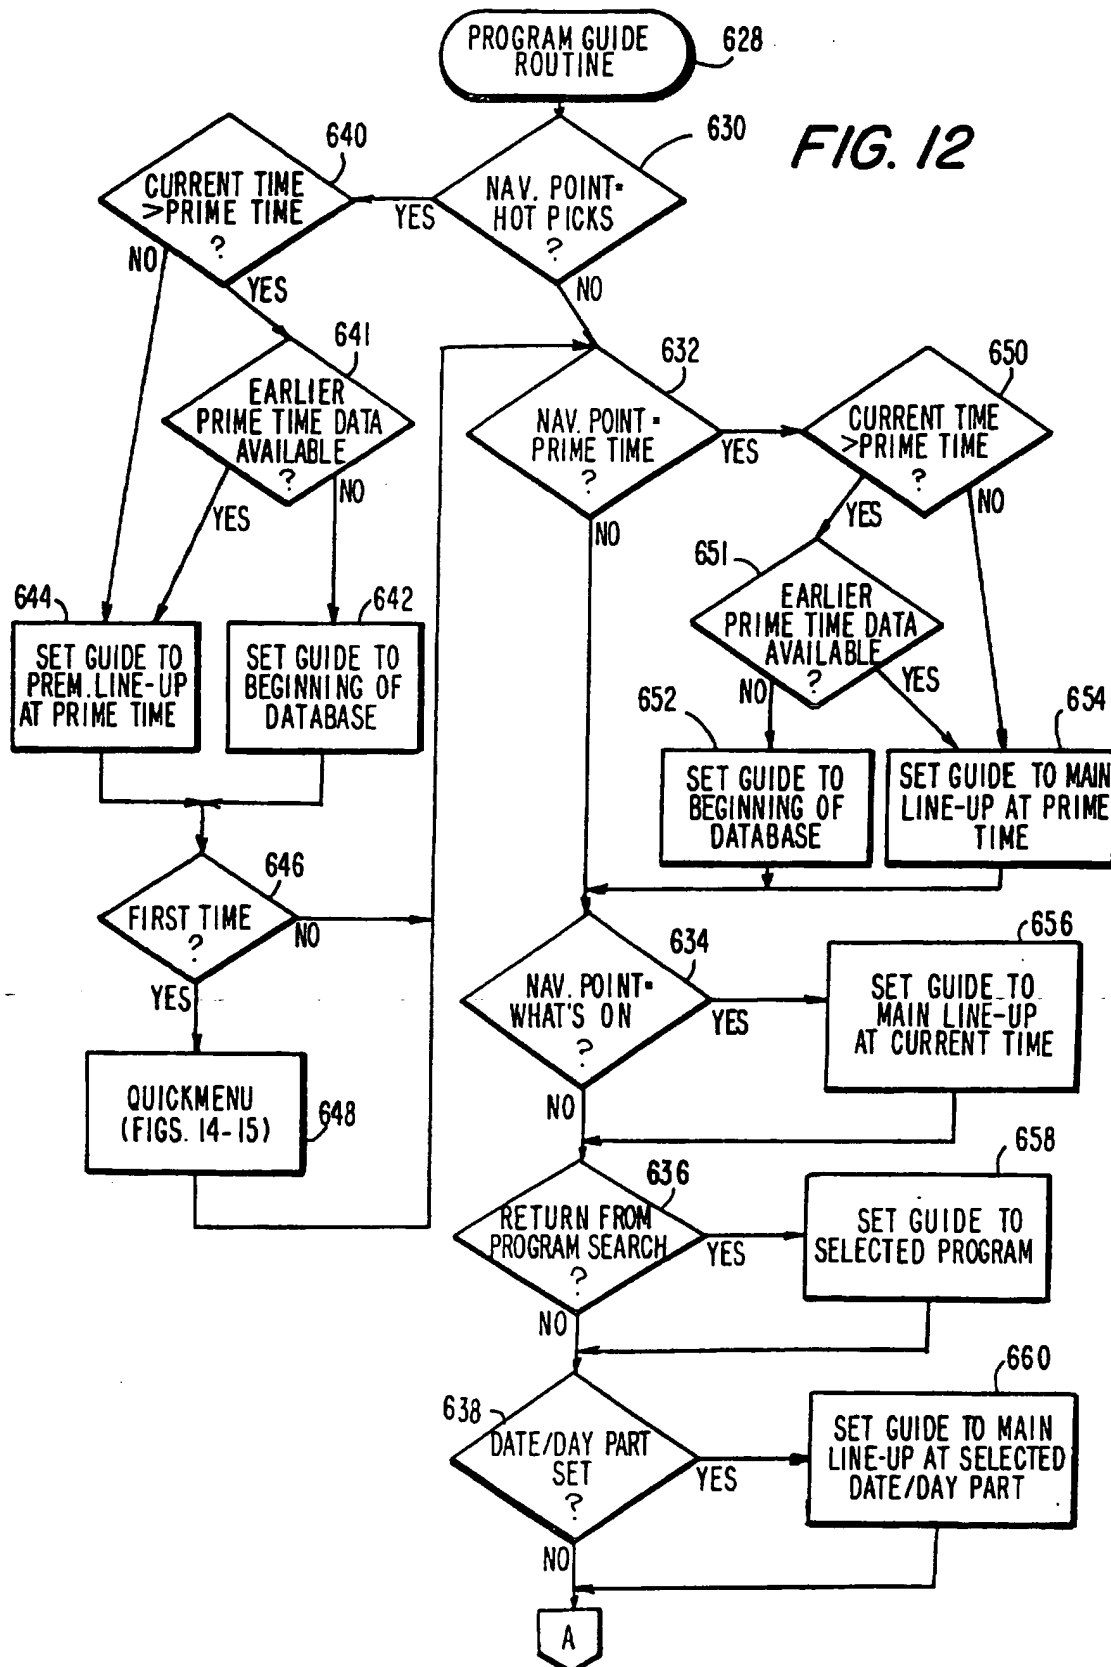 PROGRAM GUIDE
ROUTINE
628
FIG. 12
630
NAV. POINT=
HOT PICKS
?
YES
NO
640
CURRENT TIME
>PRIME TIME
?
NO
YES
641
EARLIER
PRIME TIME DATA
AVAILABLE
?
YES
NO
632
NAV. POINT=
PRIME TIME
?
YES
NO
650
CURRENT TIME
>PRIME TIME
?
YES
NO
651
EARLIER
PRIME TIME DATA
AVAILABLE
?
NO
YES
644
SET GUIDE TO
PREM. LINE-UP
AT PRIME TIME
642
SET GUIDE TO
BEGINNING OF
DATABASE
652
SET GUIDE TO
BEGINNING OF
DATABASE
654
SET GUIDE TO MAIN
LINE-UP AT PRIME
TIME
646
FIRST TIME
?
NO
YES
QUICKMENU
(FIGS. 14-15)
648
634
NAV. POINT=
WHAT'S ON
?
YES
NO
656
SET GUIDE TO
MAIN LINE-UP
AT CURRENT TIME
636
RETURN FROM
PROGRAM SEARCH
?
YES
NO
658
SET GUIDE TO
SELECTED PROGRAM
638
DATE/DAY PART
SET
?
YES
NO
660
SET GUIDE TO MAIN
LINE-UP AT SELECTED
DATE/DAY PART
A